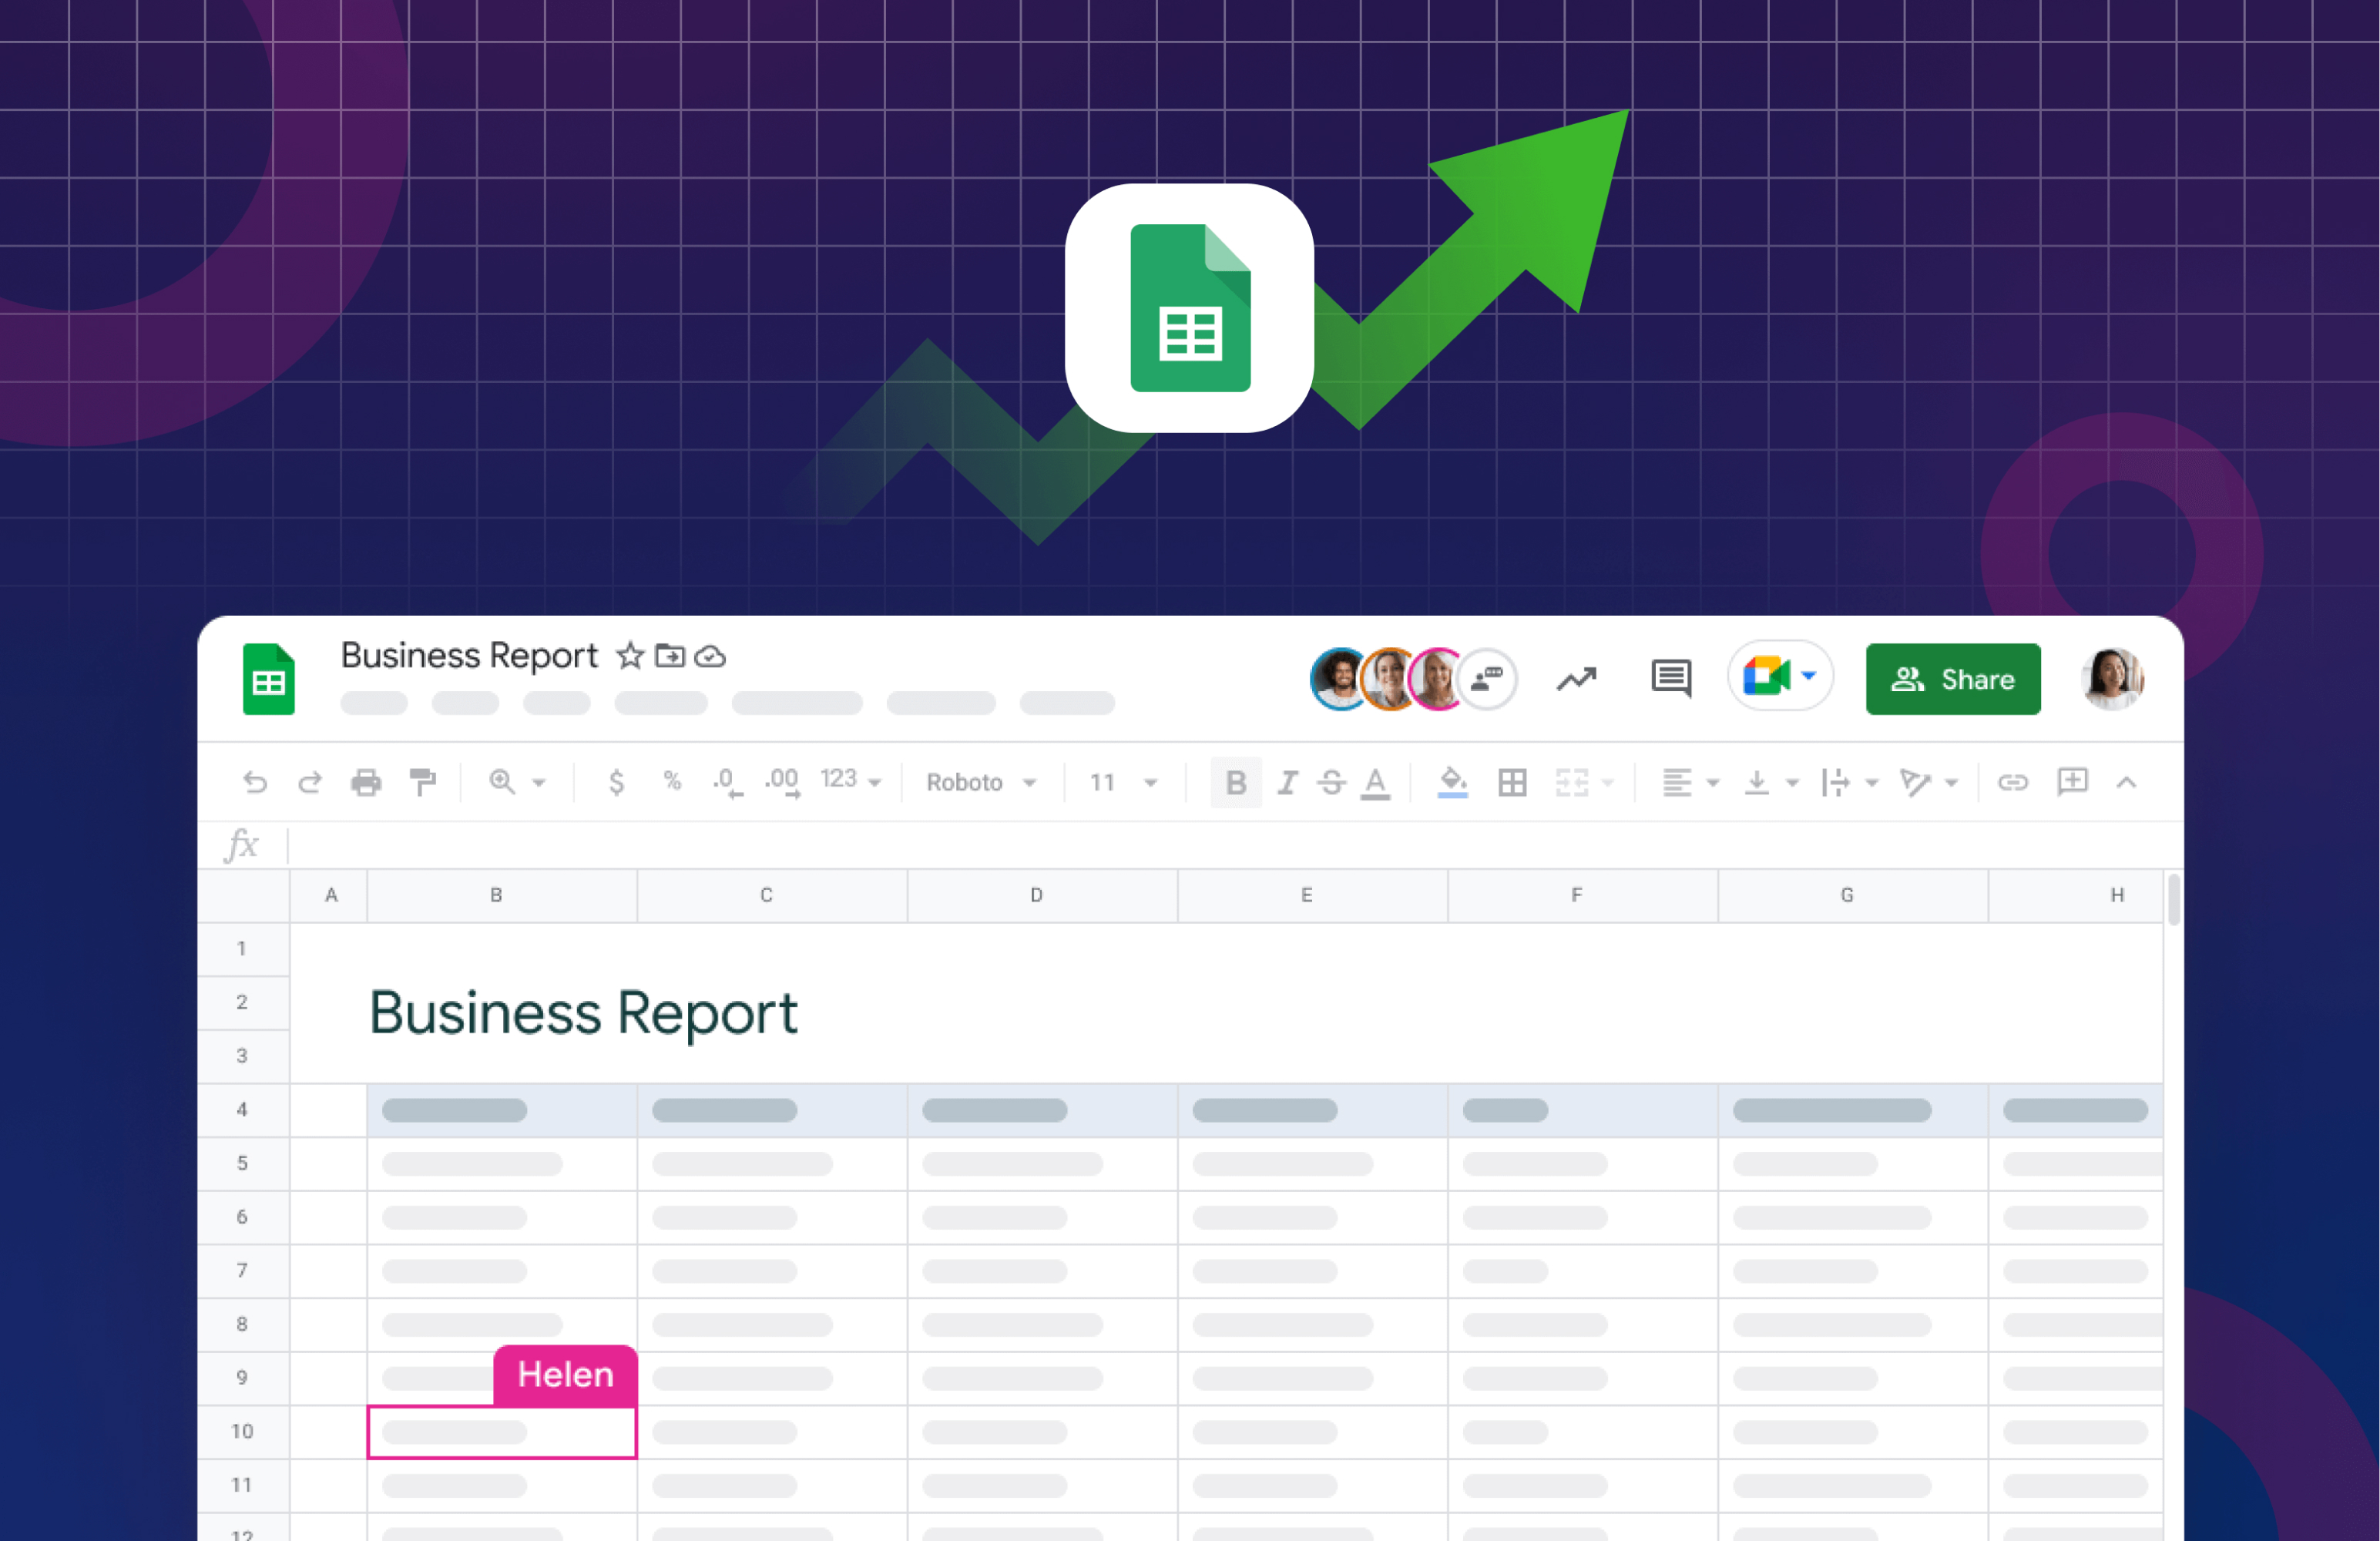 Business Report
Share
$ % .0 .00 123 Roboto 11 B I S A
fx
A B C D E F G H
1
2
Business Report
3
4
5
6
7
8
9
Helen
10
11
12